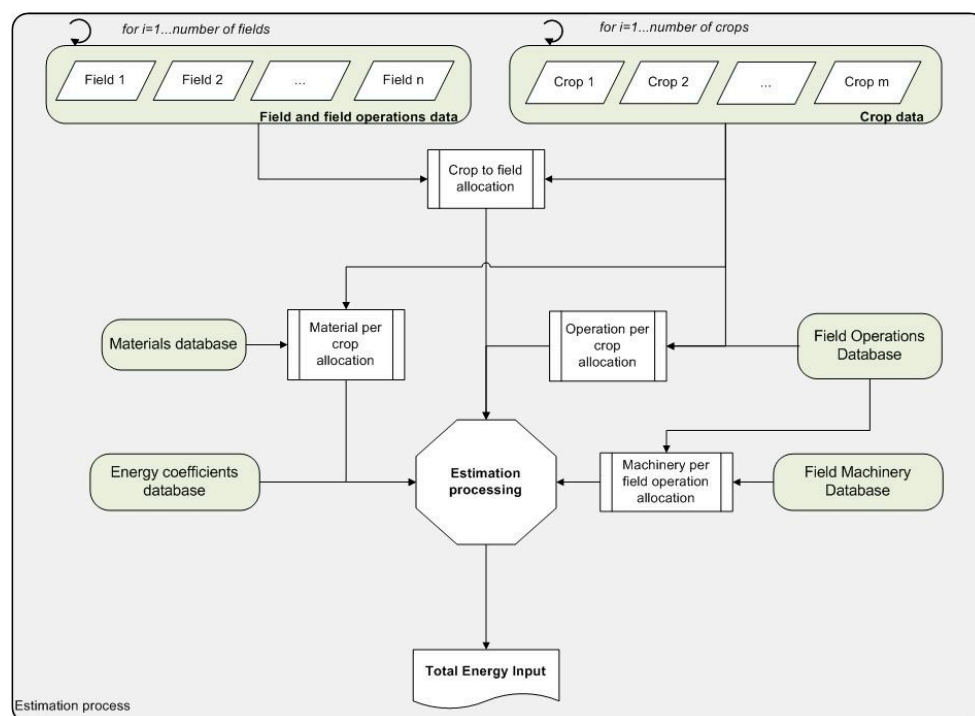 for i=1...number of fields
for i=1...number of crops
Field 1
Field 2
...
Field n
Field and field operations data
Crop 1
Crop 2
...
Crop m
Crop data
Crop to field
allocation
Materials database
Material per
crop
allocation
Operation per
crop
allocation
Field Operations
Database
Energy coefficients
database
Estimation
processing
Machinery per
field operation
allocation
Field Machinery
Database
Total Energy Input
Estimation process